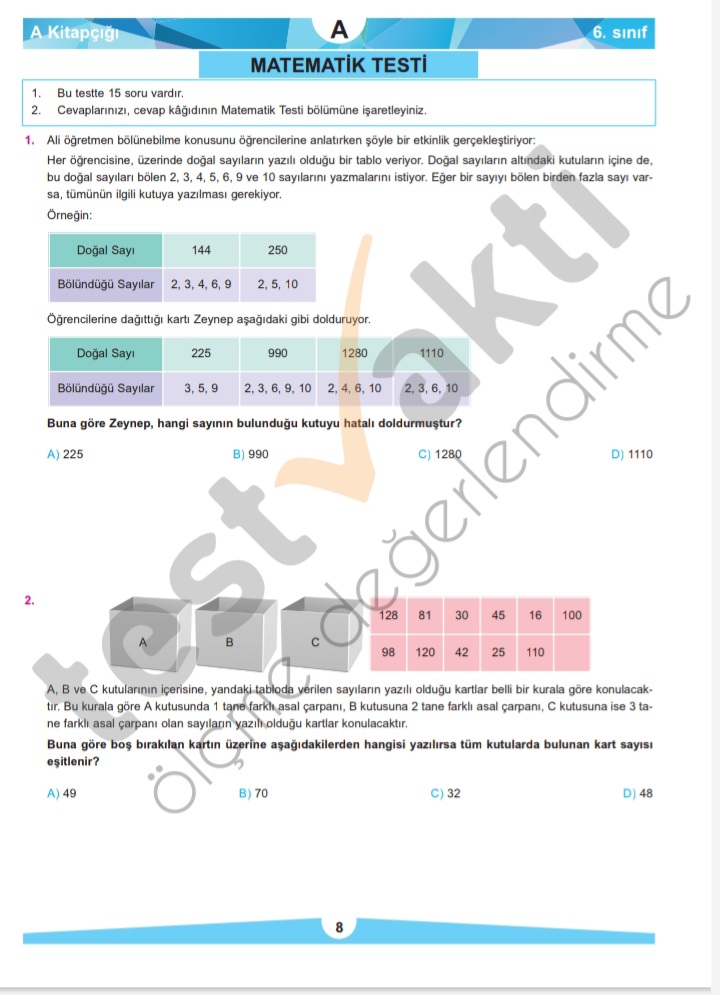 A Kitapçığı
A
6. sınıf
MATEMATİK TESTİ
1. Bu testte 15 soru vardır.
2. Cevaplarınızı, cevap kâğıdının Matematik Testi bölümüne işaretleyiniz.
1. Ali öğretmen bölünebilme konusunu öğrencilerine anlatırken şöyle bir etkinlik gerçekleştiriyor:
Her öğrencisine, üzerinde doğal sayıların yazılı olduğu bir tablo veriyor. Doğal sayıların altındaki kutuların içine de,
bu doğal sayıları bölen 2, 3, 4, 5, 6, 9 ve 10 sayılarını yazmalarını istiyor. Eğer bir sayıyı bölen birden fazla sayı var-
sa, tümünün ilgili kutuya yazılması gerekiyor.
Örneğin:
Doğal Sayı 144 250
Bölündüğü Sayılar 2, 3, 4, 6, 9 2, 5, 10
Öğrencilerine dağıttığı kartı Zeynep aşağıdaki gibi dolduruyor.
Doğal Sayı 225 990 1280 1110
Bölündüğü Sayılar 3, 5, 9 2, 3, 6, 9, 10 2, 4, 6, 10 2, 3, 6, 10
Buna göre Zeynep, hangi sayının bulunduğu kutuyu hatalı doldurmuştur?
A) 225 B) 990 C) 1280 D) 1110
2.
A B C
128 81 30 45 16 100
98 120 42 25 110
A, B ve C kutularının içerisine, yandaki tabloda verilen sayıların yazılı olduğu kartlar belli bir kurala göre konulacak-
tır. Bu kurala göre A kutusunda 1 tane farklı asal çarpanı, B kutusuna 2 tane farklı asal çarpanı, C kutusuna ise 3 ta-
ne farklı asal çarpanı olan sayıların yazılı olduğu kartlar konulacaktır.
Buna göre boş bırakılan kartın üzerine aşağıdakilerden hangisi yazılırsa tüm kutularda bulunan kart sayısı
eşitlenir?
A) 49 B) 70 C) 32 D) 48
test vakti
ölçme değerlendirme
8